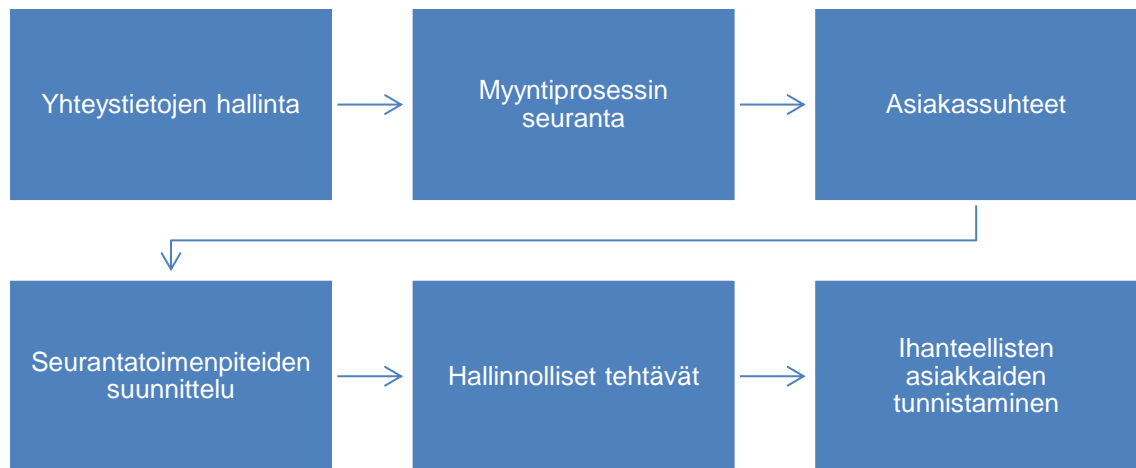 Yhteystietojen hallinta
Myyntiprosessin
seuranta
Asiakassuhteet
Seurantatoimenpiteiden
suunnittelu
Hallinnolliset tehtävät
Ihanteellisten
asiakkaiden
tunnistaminen